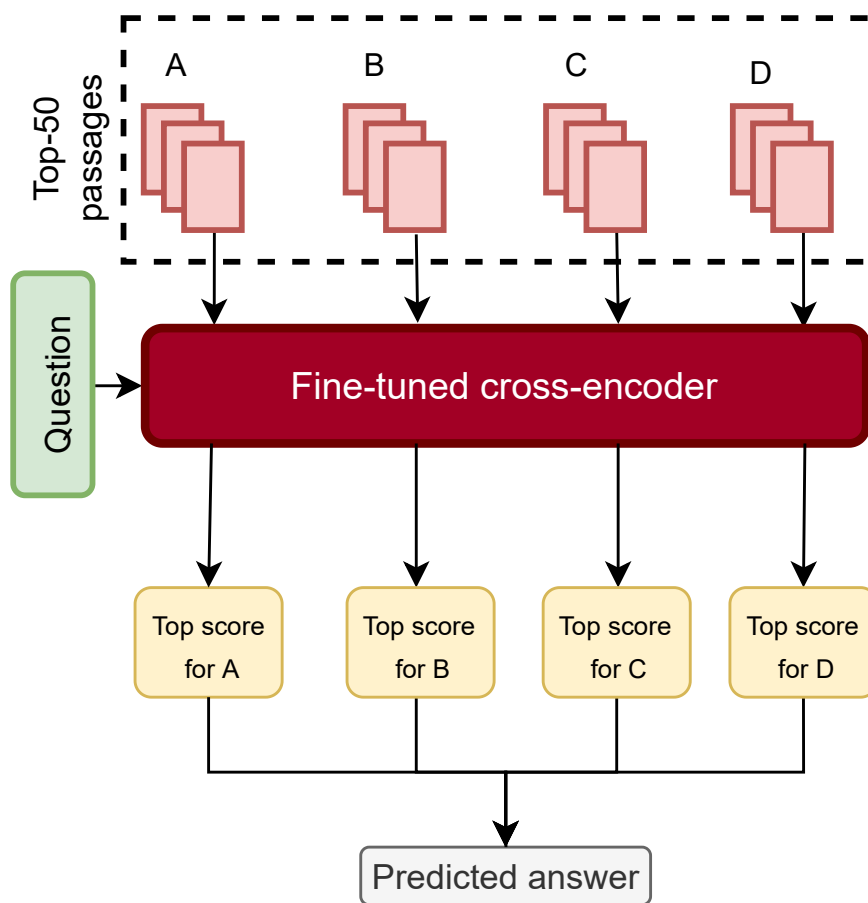 Top-50
passages
A
B
C
D
Question
Fine-tuned cross-encoder
Top score
for A
Top score
for B
Top score
for C
Top score
for D
Predicted answer